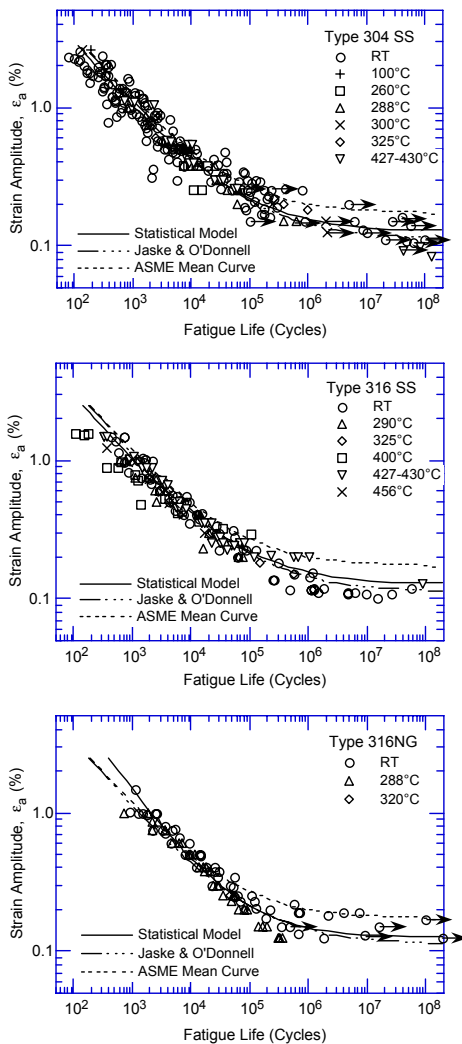 Type 304 SS
RT
100°C
260°C
288°C
300°C
325°C
427-430°C
Statistical Model
Jaske & O'Donnell
ASME Mean Curve
Strain Amplitude, εa (%)
1.0
0.1
10² 10³ 10⁴ 10⁵ 10⁶ 10⁷ 10⁸
Fatigue Life (Cycles)
Type 316 SS
RT
290°C
325°C
400°C
427-430°C
456°C
Statistical Model
Jaske & O'Donnell
ASME Mean Curve
Strain Amplitude, εa (%)
1.0
0.1
10² 10³ 10⁴ 10⁵ 10⁶ 10⁷ 10⁸
Fatigue Life (Cycles)
Type 316NG
RT
288°C
320°C
Statistical Model
Jaske & O'Donnell
ASME Mean Curve
Strain Amplitude, εa (%)
1.0
0.1
10² 10³ 10⁴ 10⁵ 10⁶ 10⁷ 10⁸
Fatigue Life (Cycles)